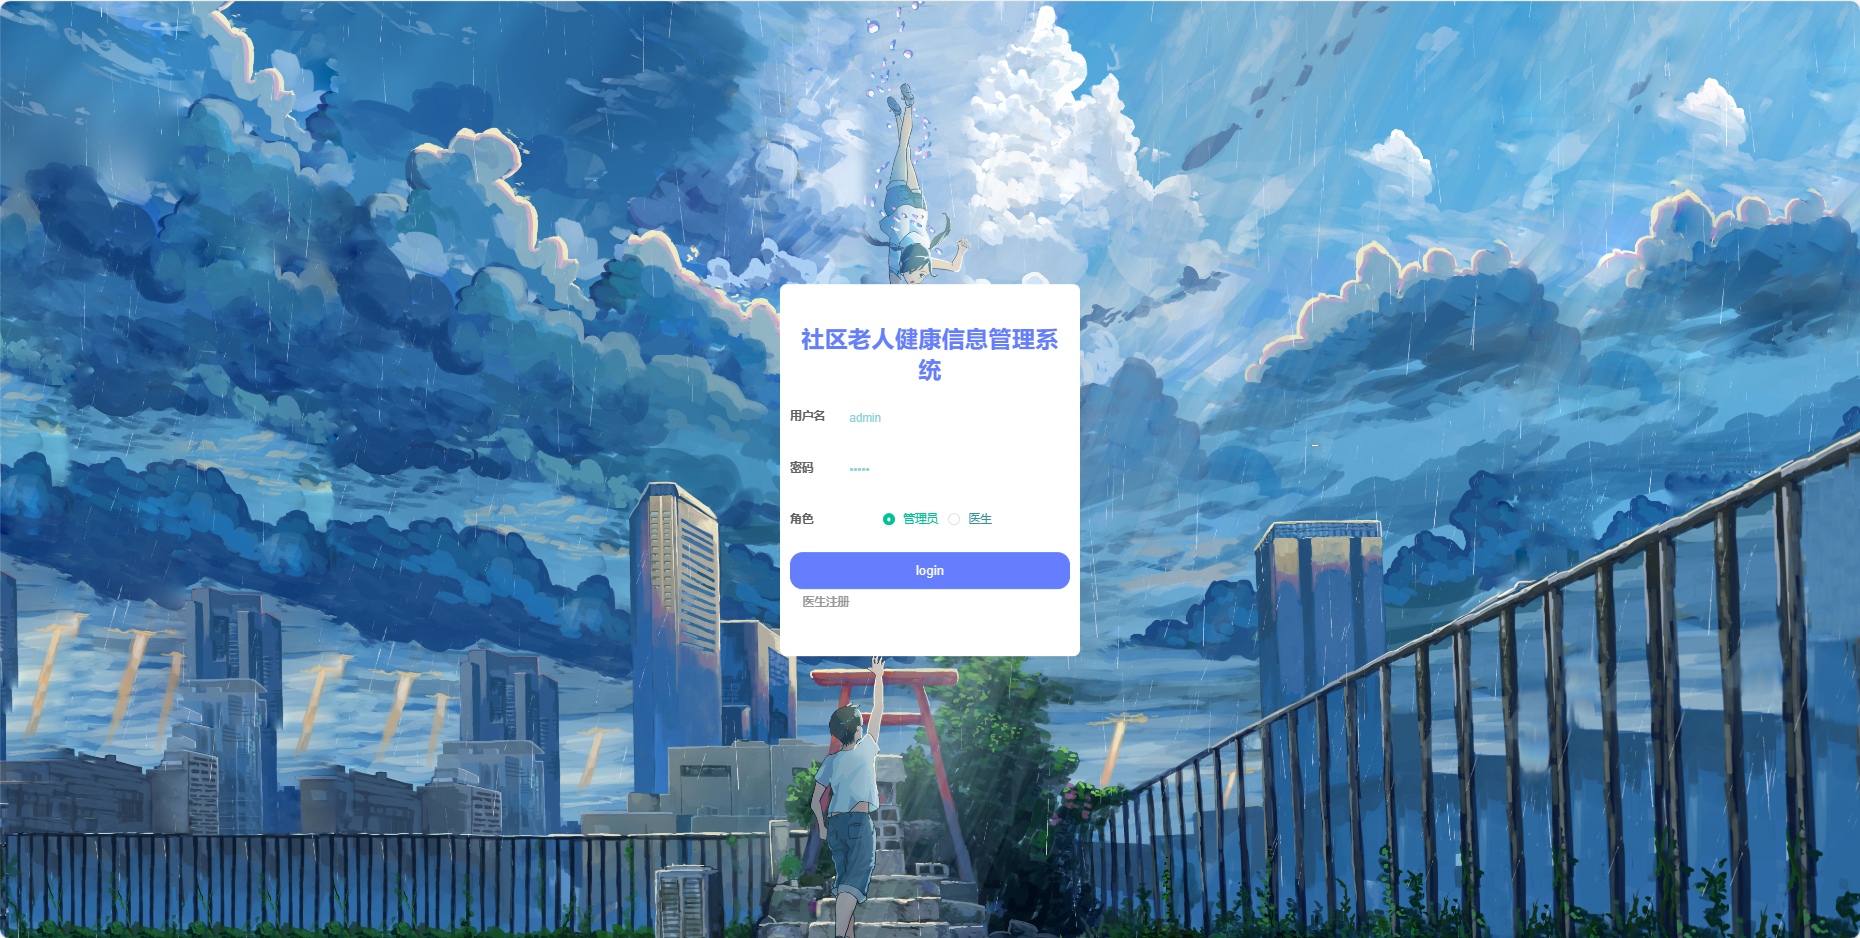 社区老人健康信息管理系
统
用户名 admin
密码 •••••
角色 管理员 医生
login
医生注册